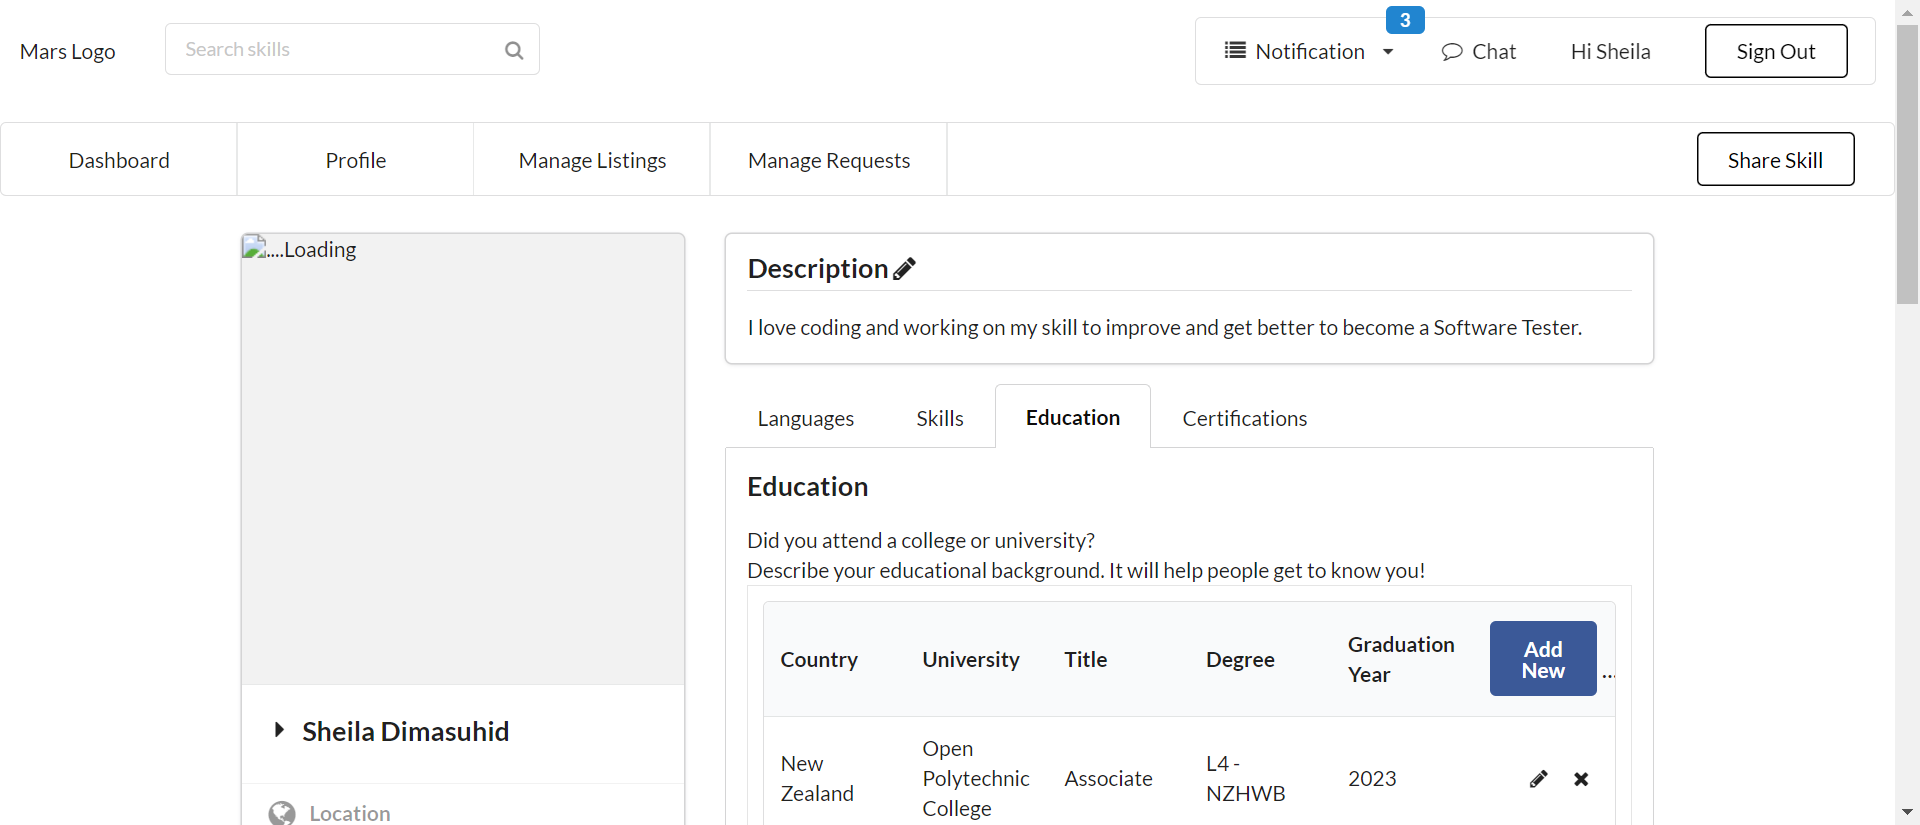 Mars Logo
Search skills
Notification
3
Chat
Hi Sheila
Sign Out
Dashboard
Profile
Manage Listings
Manage Requests
Share Skill
....Loading
Sheila Dimasuhid
Location
Description
I love coding and working on my skill to improve and get better to become a Software Tester.
Languages
Skills
Education
Certifications
Education
Did you attend a college or university?
Describe your educational background. It will help people get to know you!
Country
University
Title
Degree
Graduation
Year
Add
New
...
New
Zealand
Open
Polytechnic
College
Associate
L4 -
NZHWB
2023